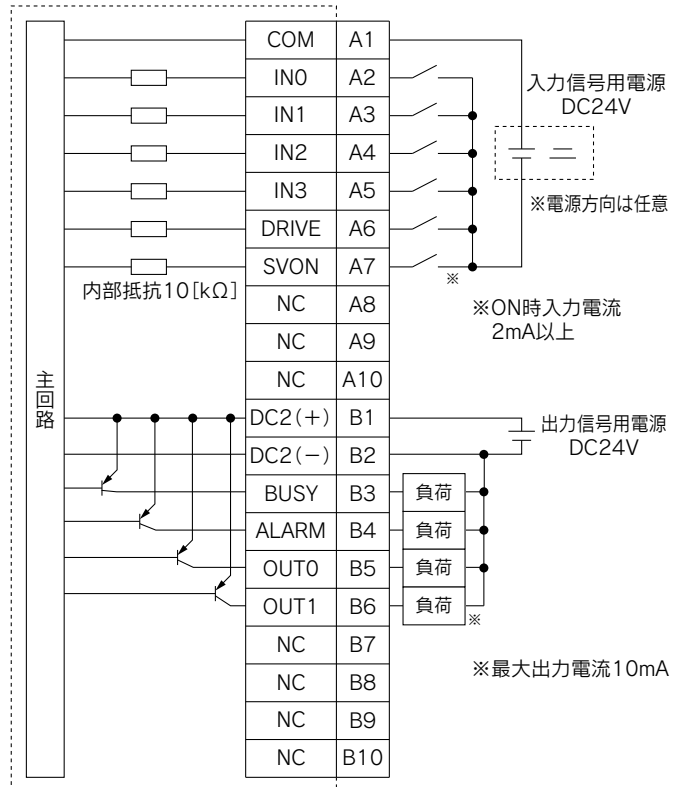 COM A1
IN0 A2
IN1 A3
IN2 A4
IN3 A5
DRIVE A6
SVON A7
NC A8
NC A9
NC A10
DC2(+) B1
DC2(−) B2
BUSY B3 負荷
ALARM B4 負荷
OUT0 B5 負荷
OUT1 B6 負荷
NC B7
NC B8
NC B9
NC B10
内部抵抗10[kΩ]
主回路
入力信号用電源
DC24V
※電源方向は任意
※
※ON時入力電流
2mA以上
出力信号用電源
DC24V
※
※最大出力電流10mA